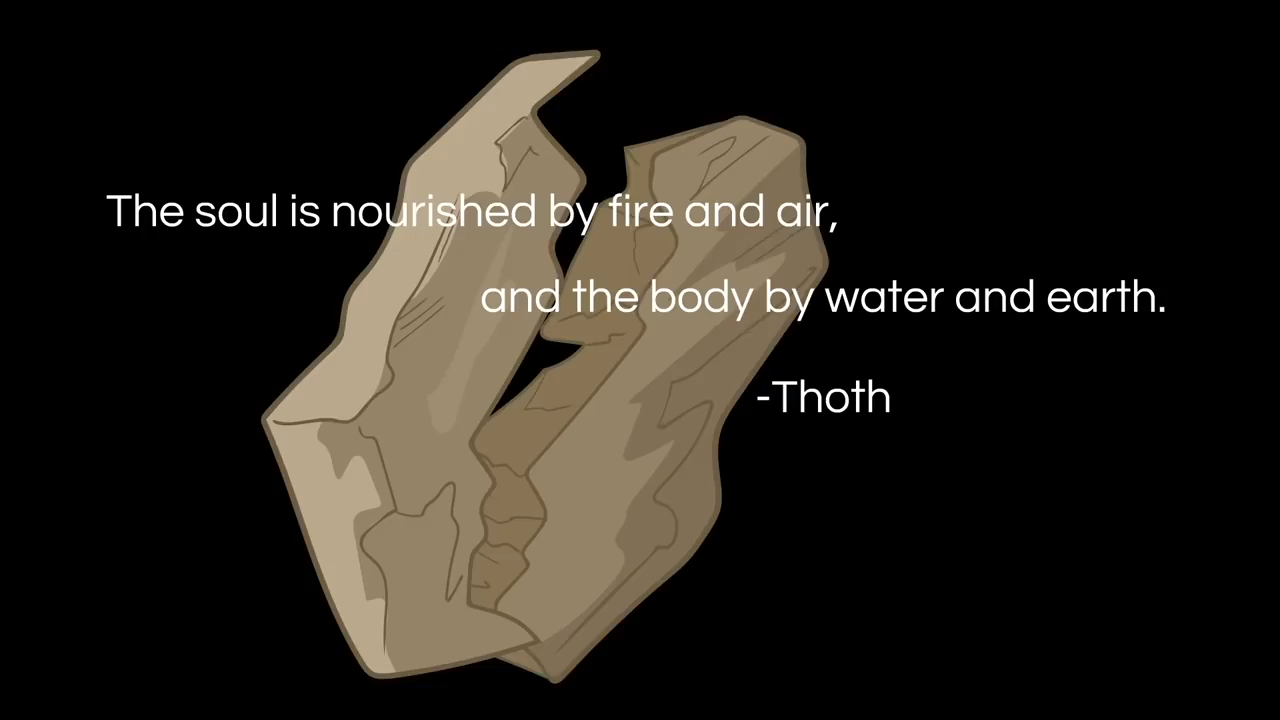 The soul is nourished by fire and air,
and the body by water and earth.
-Thoth